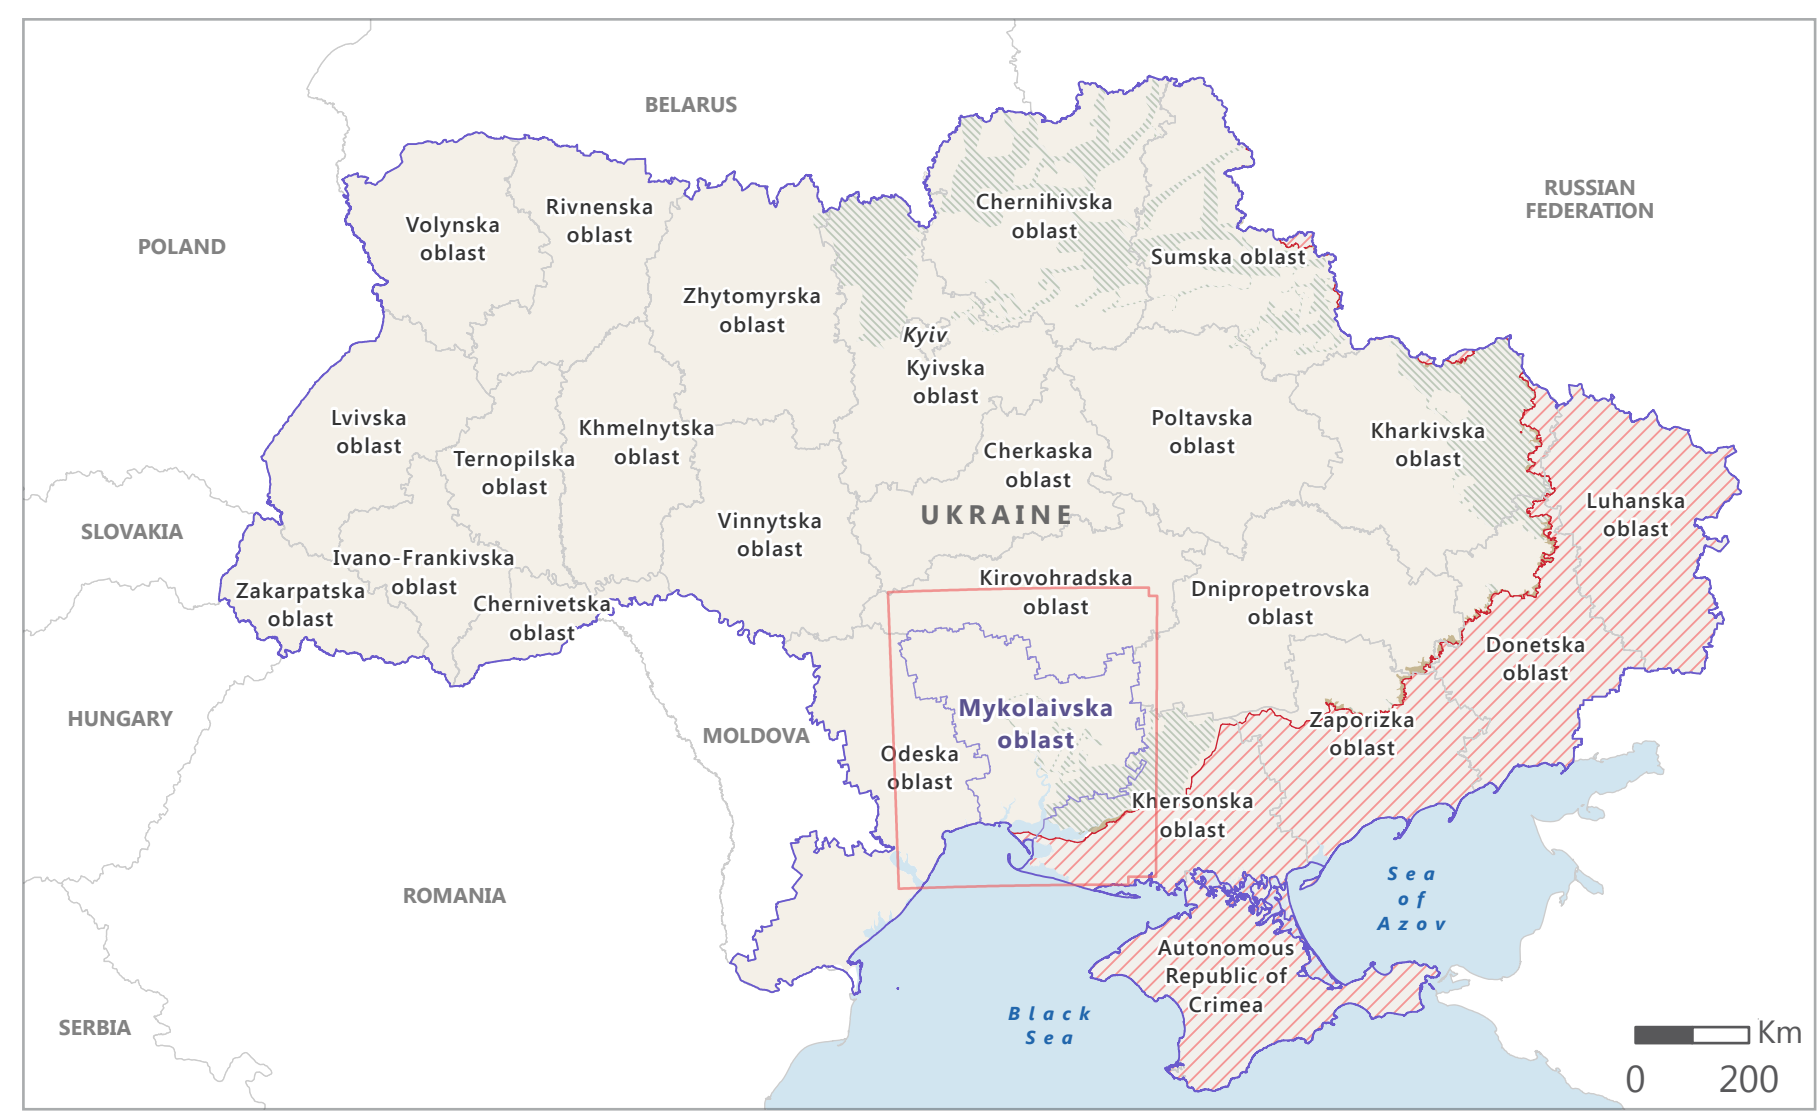 BELARUS
RUSSIAN
FEDERATION
POLAND
Volynska
oblast
Rivnenska
oblast
Chernihivska
oblast
Sumska oblast
Zhytomyrska
oblast
Kyiv
Kyivska
oblast
Lvivska
oblast
Ternopilska
oblast
Khmelnytska
oblast
Cherkaska
oblast
Poltavska
oblast
Kharkivska
oblast
Luhanska
oblast
SLOVAKIA
Vinnytska
oblast
UKRAINE
Ivano-Frankivska
oblast
Zakarpatska
oblast
Chernivetska
oblast
Kirovohradska
oblast
Dnipropetrovska
oblast
Donetska
oblast
HUNGARY
MOLDOVA
Mykolaivska
oblast
Odeska
oblast
Zaporizka
oblast
Khersonska
oblast
ROMANIA
Sea
of
Azov
Autonomous
Republic of
Crimea
Black
Sea
SERBIA
Km
0 200